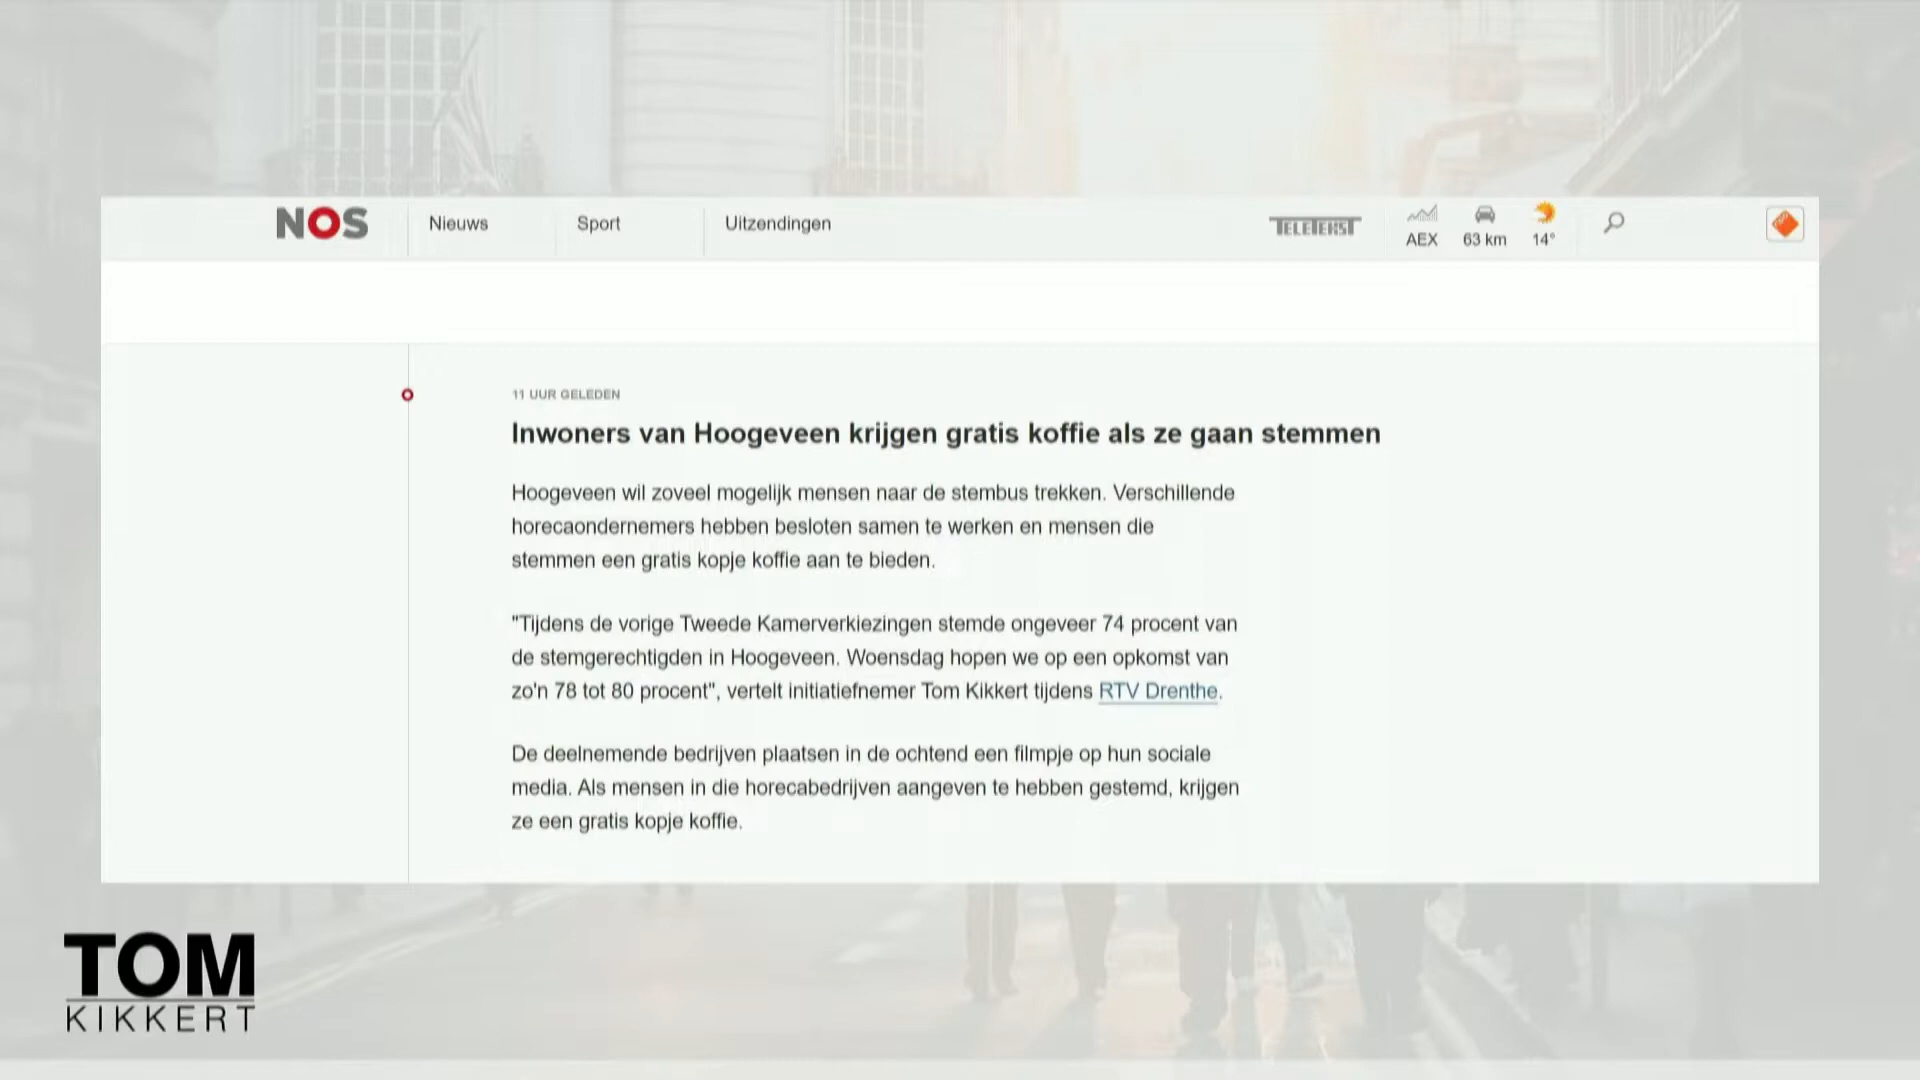 NOS
Nieuws
Sport
Uitzendingen
TELETEKST
AEX
63 km
14°
11 UUR GELEDEN
Inwoners van Hoogeveen krijgen gratis koffie als ze gaan stemmen
Hoogeveen wil zoveel mogelijk mensen naar de stembus trekken. Verschillende
horecaondernemers hebben besloten samen te werken en mensen die
stemmen een gratis kopje koffie aan te bieden.
"Tijdens de vorige Tweede Kamerverkiezingen stemde ongeveer 74 procent van
de stemgerechtigden in Hoogeveen. Woensdag hopen we op een opkomst van
zo'n 78 tot 80 procent", vertelt initiatiefnemer Tom Kikkert tijdens RTV Drenthe.
De deelnemende bedrijven plaatsen in de ochtend een filmpje op hun sociale
media. Als mensen in die horecabedrijven aangeven te hebben gestemd, krijgen
ze een gratis kopje koffie.
TOM
KIKKERT